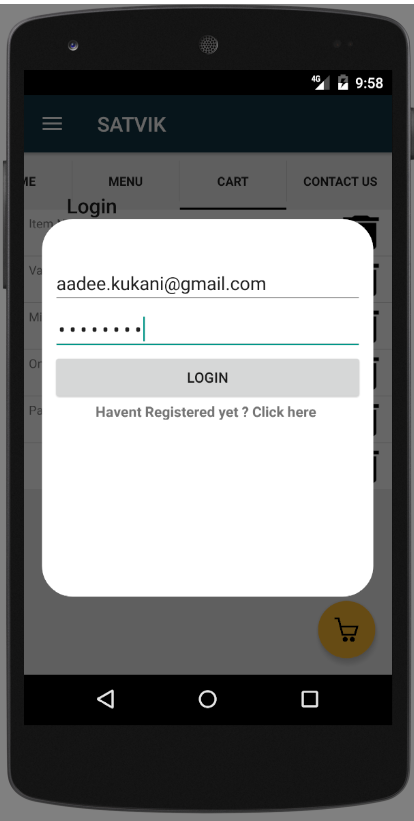 4G 9:58
SATVIK
ME MENU CART CONTACT US
Login
Item
Va
Mi
aadee.kukani@gmail.com
••••••••
LOGIN
Havent Registered yet ? Click here
Pa